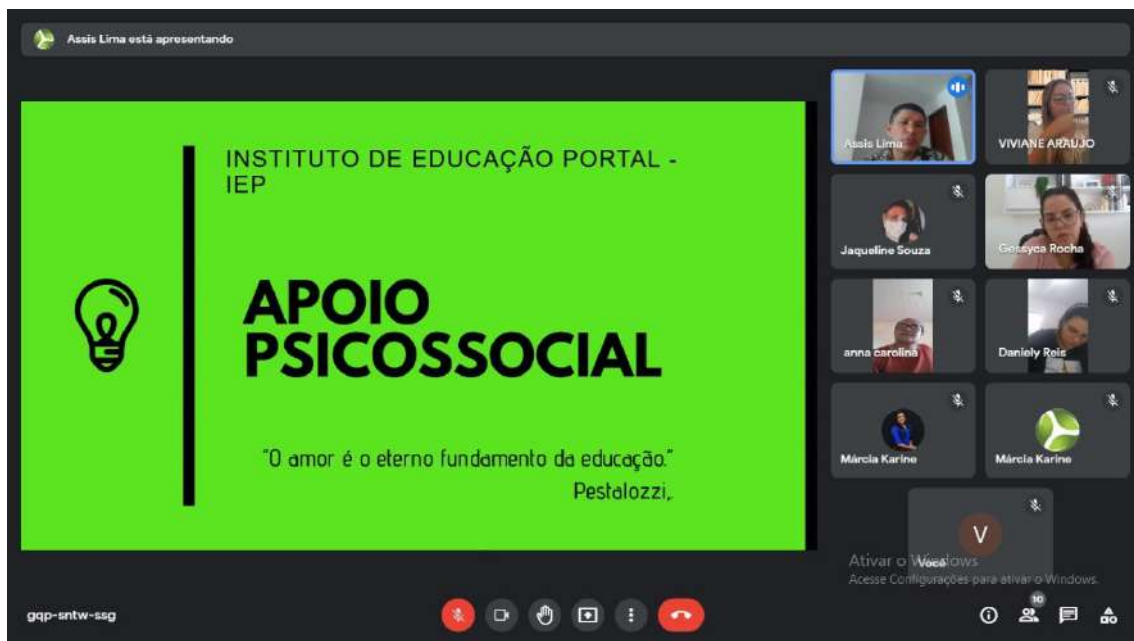 Assis Lima está apresentando
INSTITUTO DE EDUCAÇÃO PORTAL -
IEP
APOIO
PSICOSSOCIAL
"O amor é o eterno fundamento da educação."
Pestalozzi,.
Assis Lima
VIVIANE ARAUJO
Jaqueline Souza
Gessyca Rocha
anna carolina
Daniely Reis
Márcia Karine
Márcia Karine
V
Você
Ativar o Windows
Acesse Configurações para ativar o Windows.
gqp-sntw-ssg
10